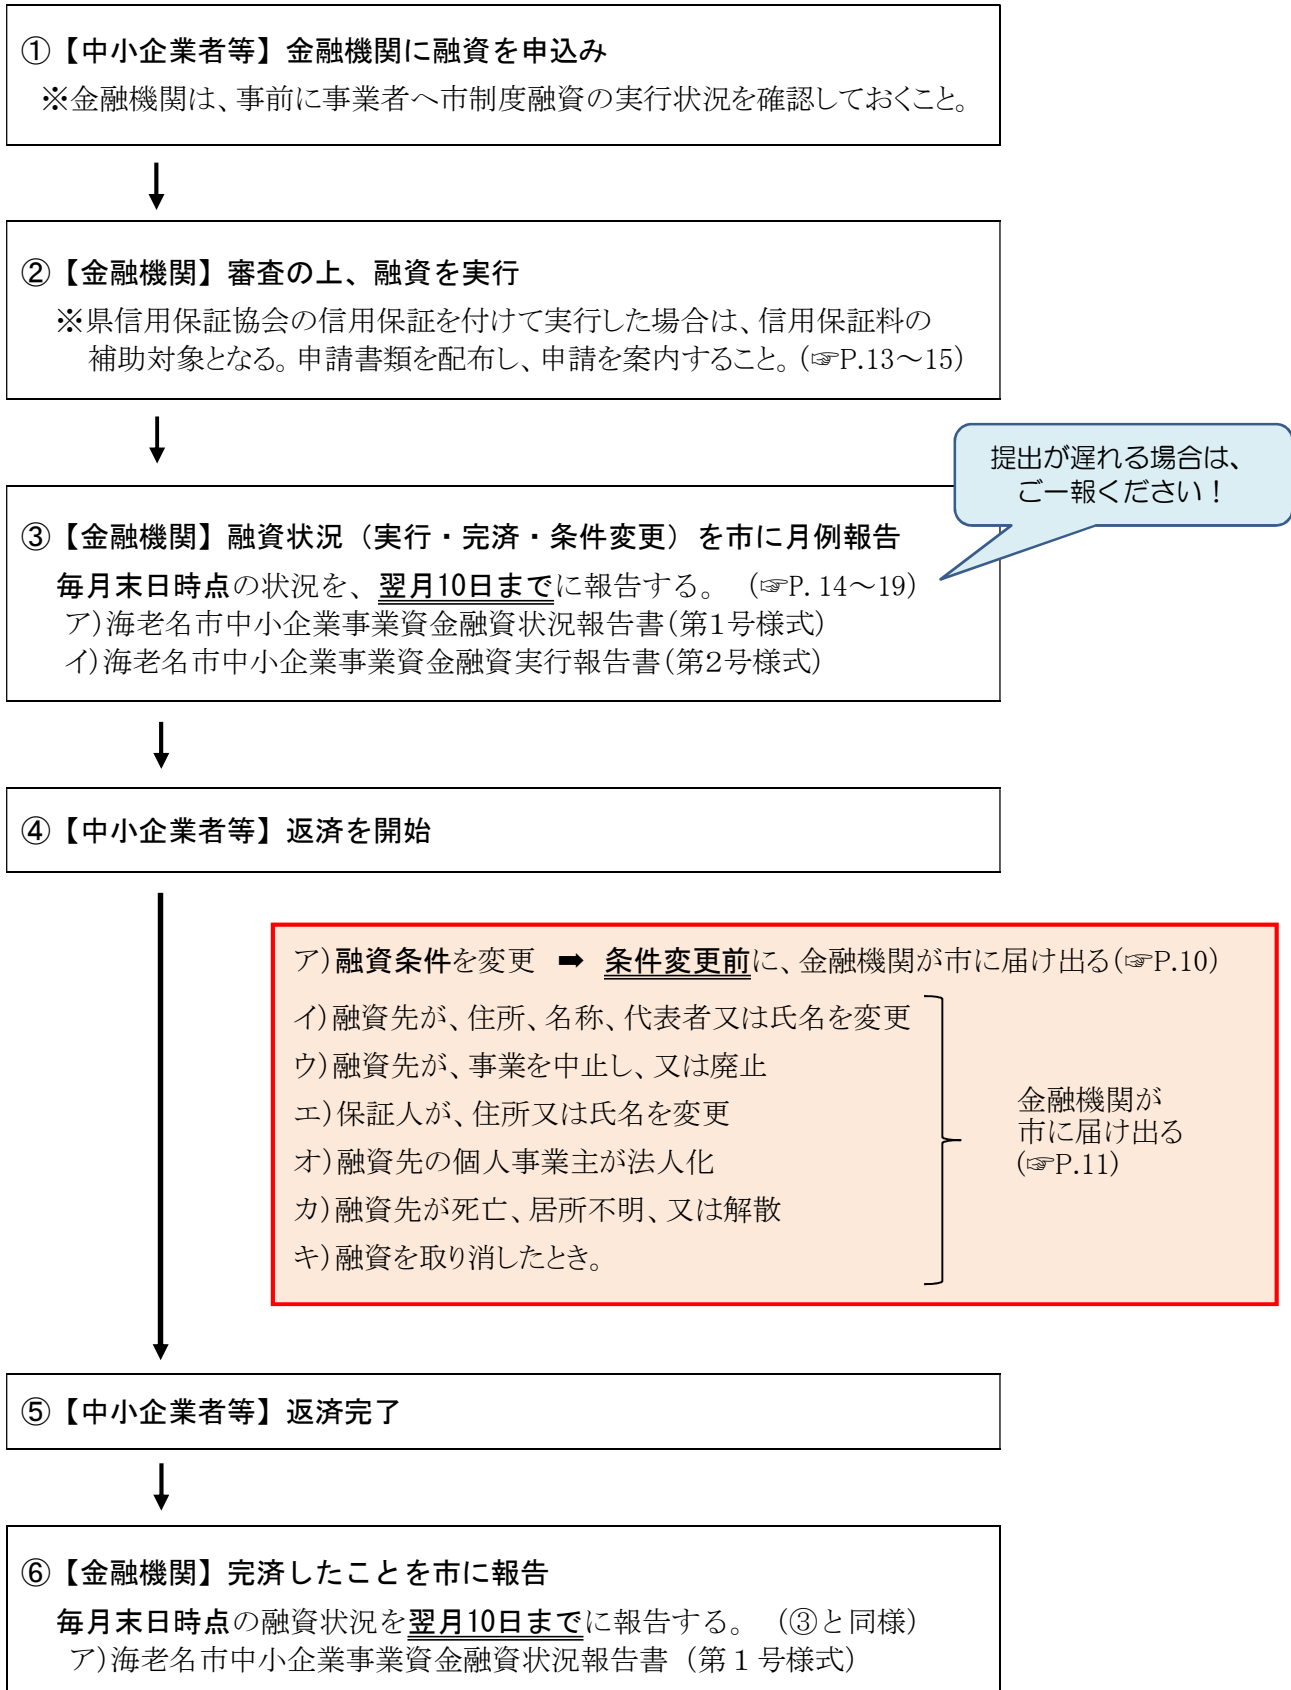 ①【中小企業者等】金融機関に融資を申込み
※金融機関は、事前に事業者へ市制度融資の実行状況を確認しておくこと。
②【金融機関】審査の上、融資を実行
※県信用保証協会の信用保証を付けて実行した場合は、信用保証料の
補助対象となる。申請書類を配布し、申請を案内すること。(☞P.13～15)
提出が遅れる場合は、
ご一報ください！
③【金融機関】融資状況（実行・完済・条件変更）を市に月例報告
毎月末日時点の状況を、翌月10日までに報告する。 （☞P. 14～19）
ア）海老名市中小企業事業資金融資状況報告書（第１号様式）
イ）海老名市中小企業事業資金融資実行報告書（第２号様式）
④【中小企業者等】返済を開始
ア）融資条件を変更 ➡ 条件変更前に、金融機関が市に届け出る(☞P.10)
イ）融資先が、住所、名称、代表者又は氏名を変更
ウ）融資先が、事業を中止し、又は廃止
エ）保証人が、住所又は氏名を変更
オ）融資先の個人事業主が法人化
カ）融資先が死亡、居所不明、又は解散
キ）融資を取り消したとき。
金融機関が
市に届け出る
(☞P.11)
⑤【中小企業者等】返済完了
⑥【金融機関】完済したことを市に報告
毎月末日時点の融資状況を翌月10日までに報告する。 （③と同様）
ア）海老名市中小企業事業資金融資状況報告書（第１号様式）